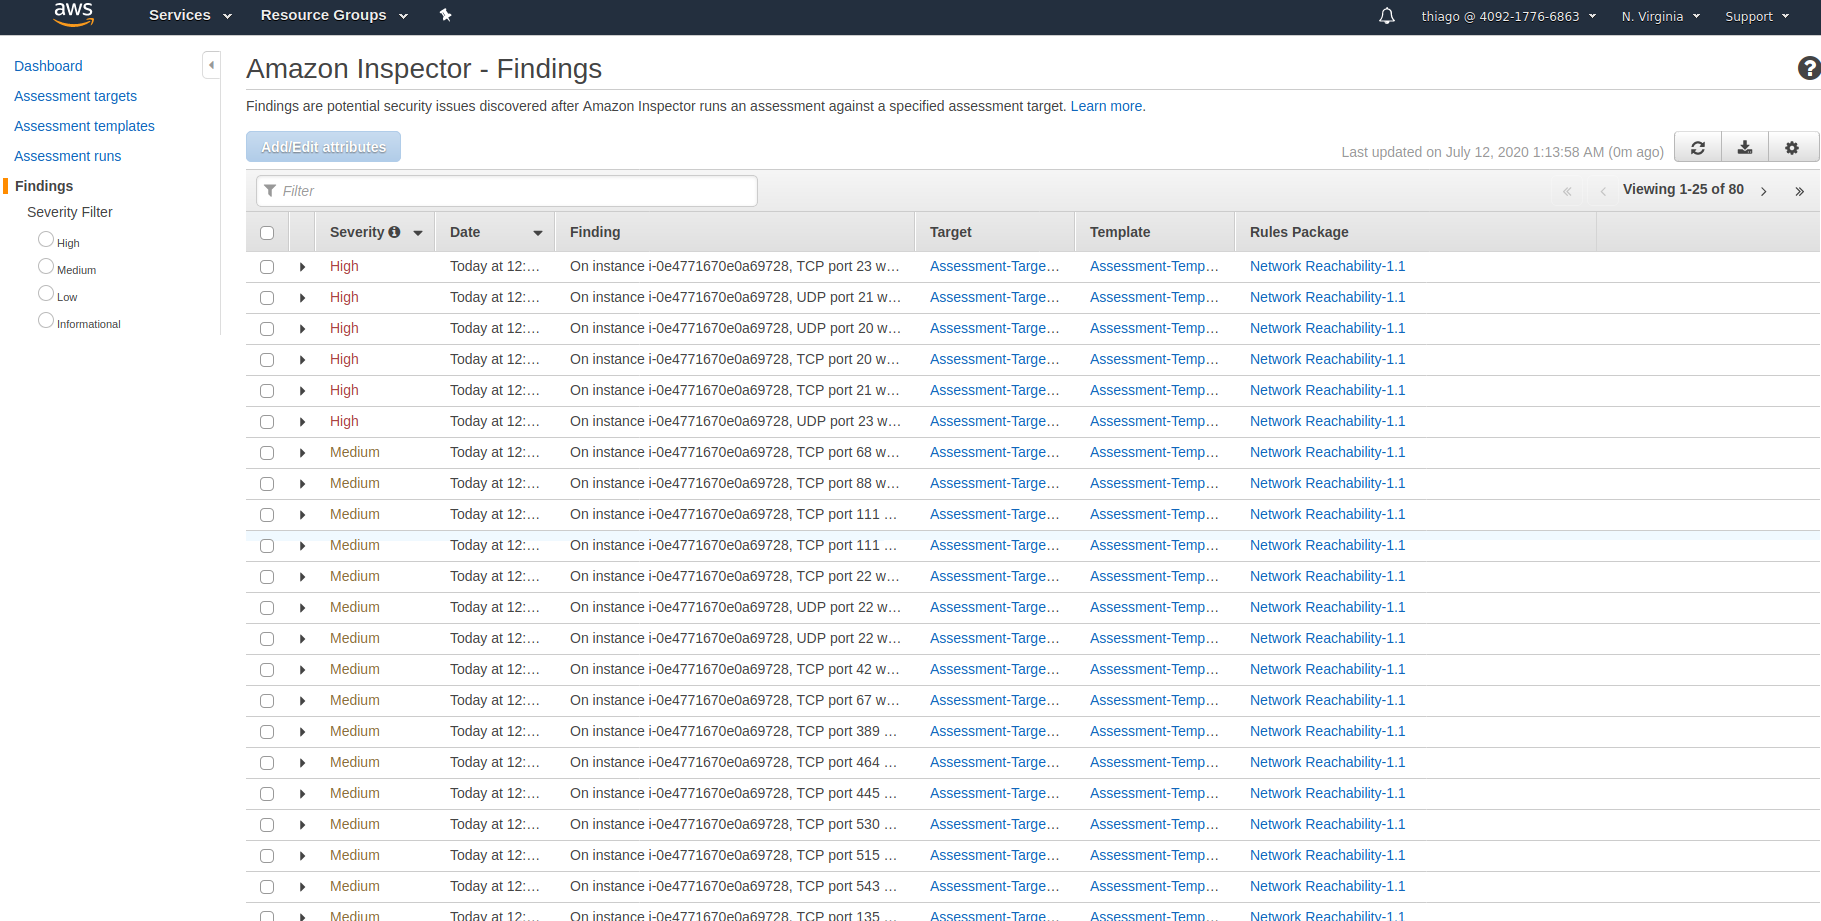 aws Services Resource Groups thiago @ 4092-1776-6863 N. Virginia Support
Dashboard
Assessment targets
Assessment templates
Assessment runs
Findings
Severity Filter
High
Medium
Low
Informational
Amazon Inspector - Findings
Findings are potential security issues discovered after Amazon Inspector runs an assessment against a specified assessment target. Learn more.
Add/Edit attributes
Last updated on July 12, 2020 1:13:58 AM (0m ago)
Filter
« ‹ Viewing 1-25 of 80 › »
Severity Date Finding Target Template Rules Package
High Today at 12:... On instance i-0e4771670e0a69728, TCP port 23 w... Assessment-Targe... Assessment-Temp... Network Reachability-1.1
High Today at 12:... On instance i-0e4771670e0a69728, UDP port 21 w... Assessment-Targe... Assessment-Temp... Network Reachability-1.1
High Today at 12:... On instance i-0e4771670e0a69728, UDP port 20 w... Assessment-Targe... Assessment-Temp... Network Reachability-1.1
High Today at 12:... On instance i-0e4771670e0a69728, TCP port 20 w... Assessment-Targe... Assessment-Temp... Network Reachability-1.1
High Today at 12:... On instance i-0e4771670e0a69728, TCP port 21 w... Assessment-Targe... Assessment-Temp... Network Reachability-1.1
High Today at 12:... On instance i-0e4771670e0a69728, UDP port 23 w... Assessment-Targe... Assessment-Temp... Network Reachability-1.1
Medium Today at 12:... On instance i-0e4771670e0a69728, TCP port 68 w... Assessment-Targe... Assessment-Temp... Network Reachability-1.1
Medium Today at 12:... On instance i-0e4771670e0a69728, TCP port 88 w... Assessment-Targe... Assessment-Temp... Network Reachability-1.1
Medium Today at 12:... On instance i-0e4771670e0a69728, TCP port 111 ... Assessment-Targe... Assessment-Temp... Network Reachability-1.1
Medium Today at 12:... On instance i-0e4771670e0a69728, TCP port 111 ... Assessment-Targe... Assessment-Temp... Network Reachability-1.1
Medium Today at 12:... On instance i-0e4771670e0a69728, TCP port 22 w... Assessment-Targe... Assessment-Temp... Network Reachability-1.1
Medium Today at 12:... On instance i-0e4771670e0a69728, UDP port 22 w... Assessment-Targe... Assessment-Temp... Network Reachability-1.1
Medium Today at 12:... On instance i-0e4771670e0a69728, UDP port 22 w... Assessment-Targe... Assessment-Temp... Network Reachability-1.1
Medium Today at 12:... On instance i-0e4771670e0a69728, TCP port 42 w... Assessment-Targe... Assessment-Temp... Network Reachability-1.1
Medium Today at 12:... On instance i-0e4771670e0a69728, TCP port 67 w... Assessment-Targe... Assessment-Temp... Network Reachability-1.1
Medium Today at 12:... On instance i-0e4771670e0a69728, TCP port 389 ... Assessment-Targe... Assessment-Temp... Network Reachability-1.1
Medium Today at 12:... On instance i-0e4771670e0a69728, TCP port 464 ... Assessment-Targe... Assessment-Temp... Network Reachability-1.1
Medium Today at 12:... On instance i-0e4771670e0a69728, TCP port 445 ... Assessment-Targe... Assessment-Temp... Network Reachability-1.1
Medium Today at 12:... On instance i-0e4771670e0a69728, TCP port 530 ... Assessment-Targe... Assessment-Temp... Network Reachability-1.1
Medium Today at 12:... On instance i-0e4771670e0a69728, TCP port 515 ... Assessment-Targe... Assessment-Temp... Network Reachability-1.1
Medium Today at 12:... On instance i-0e4771670e0a69728, TCP port 543 ... Assessment-Targe... Assessment-Temp... Network Reachability-1.1
Medium Today at 12:... On instance i-0e4771670e0a69728, TCP port 135 ... Assessment-Targe... Assessment-Temp... Network Reachability-1.1